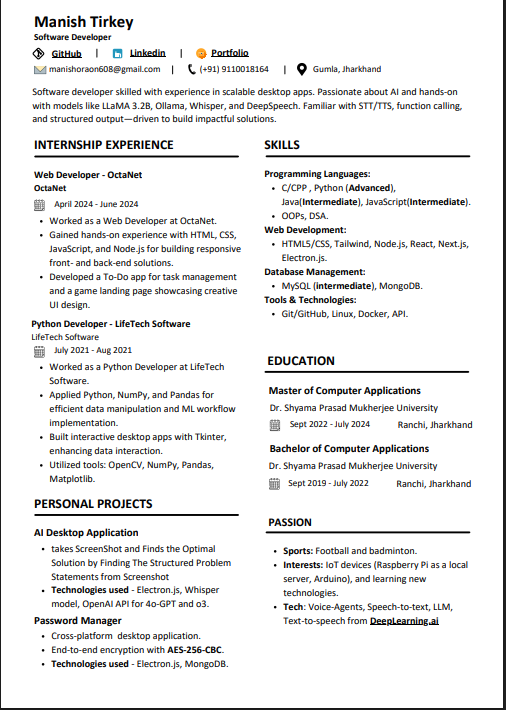 Manish Tirkey
Software Developer
GitHub | Linkedin | Portfolio
manishoraon608@gmail.com | (+91) 9110018164 | Gumla, Jharkhand
Software developer skilled with experience in scalable desktop apps. Passionate about AI and hands-on
with models like LLaMA 3.2B, Ollama, Whisper, and DeepSpeech. Familiar with STT/TTS, function calling,
and structured output—driven to build impactful solutions.
INTERNSHIP EXPERIENCE
Web Developer - OctaNet
OctaNet
April 2024 - June 2024
• Worked as a Web Developer at OctaNet.
• Gained hands-on experience with HTML, CSS,
JavaScript, and Node.js for building responsive
front- and back-end solutions.
• Developed a To-Do app for task management
and a game landing page showcasing creative
UI design.
Python Developer - LifeTech Software
LifeTech Software
July 2021 - Aug 2021
• Worked as a Python Developer at LifeTech
Software.
• Applied Python, NumPy, and Pandas for
efficient data manipulation and ML workflow
implementation.
• Built interactive desktop apps with Tkinter,
enhancing data interaction.
• Utilized tools: OpenCV, NumPy, Pandas,
Matplotlib.
PERSONAL PROJECTS
AI Desktop Application
• takes ScreenShot and Finds the Optimal
Solution by Finding The Structured Problem
Statements from Screenshot
• Technologies used - Electron.js, Whisper
model, OpenAI API for 4o-GPT and o3.
Password Manager
• Cross-platform desktop application.
• End-to-end encryption with AES-256-CBC.
• Technologies used - Electron.js, MongoDB.
SKILLS
Programming Languages:
• C/CPP , Python (Advanced),
Java(Intermediate), JavaScript(Intermediate).
• OOPs, DSA.
Web Development:
• HTML5/CSS, Tailwind, Node.js, React, Next.js,
Electron.js.
Database Management:
• MySQL (intermediate), MongoDB.
Tools & Technologies:
• Git/GitHub, Linux, Docker, API.
EDUCATION
Master of Computer Applications
Dr. Shyama Prasad Mukherjee University
Sept 2022 - July 2024 Ranchi, Jharkhand
Bachelor of Computer Applications
Dr. Shyama Prasad Mukherjee University
Sept 2019 - July 2022 Ranchi, Jharkhand
PASSION
• Sports: Football and badminton.
• Interests: IoT devices (Raspberry Pi as a local
server, Arduino), and learning new
technologies.
• Tech: Voice-Agents, Speech-to-text, LLM,
Text-to-speech from DeepLearning.ai